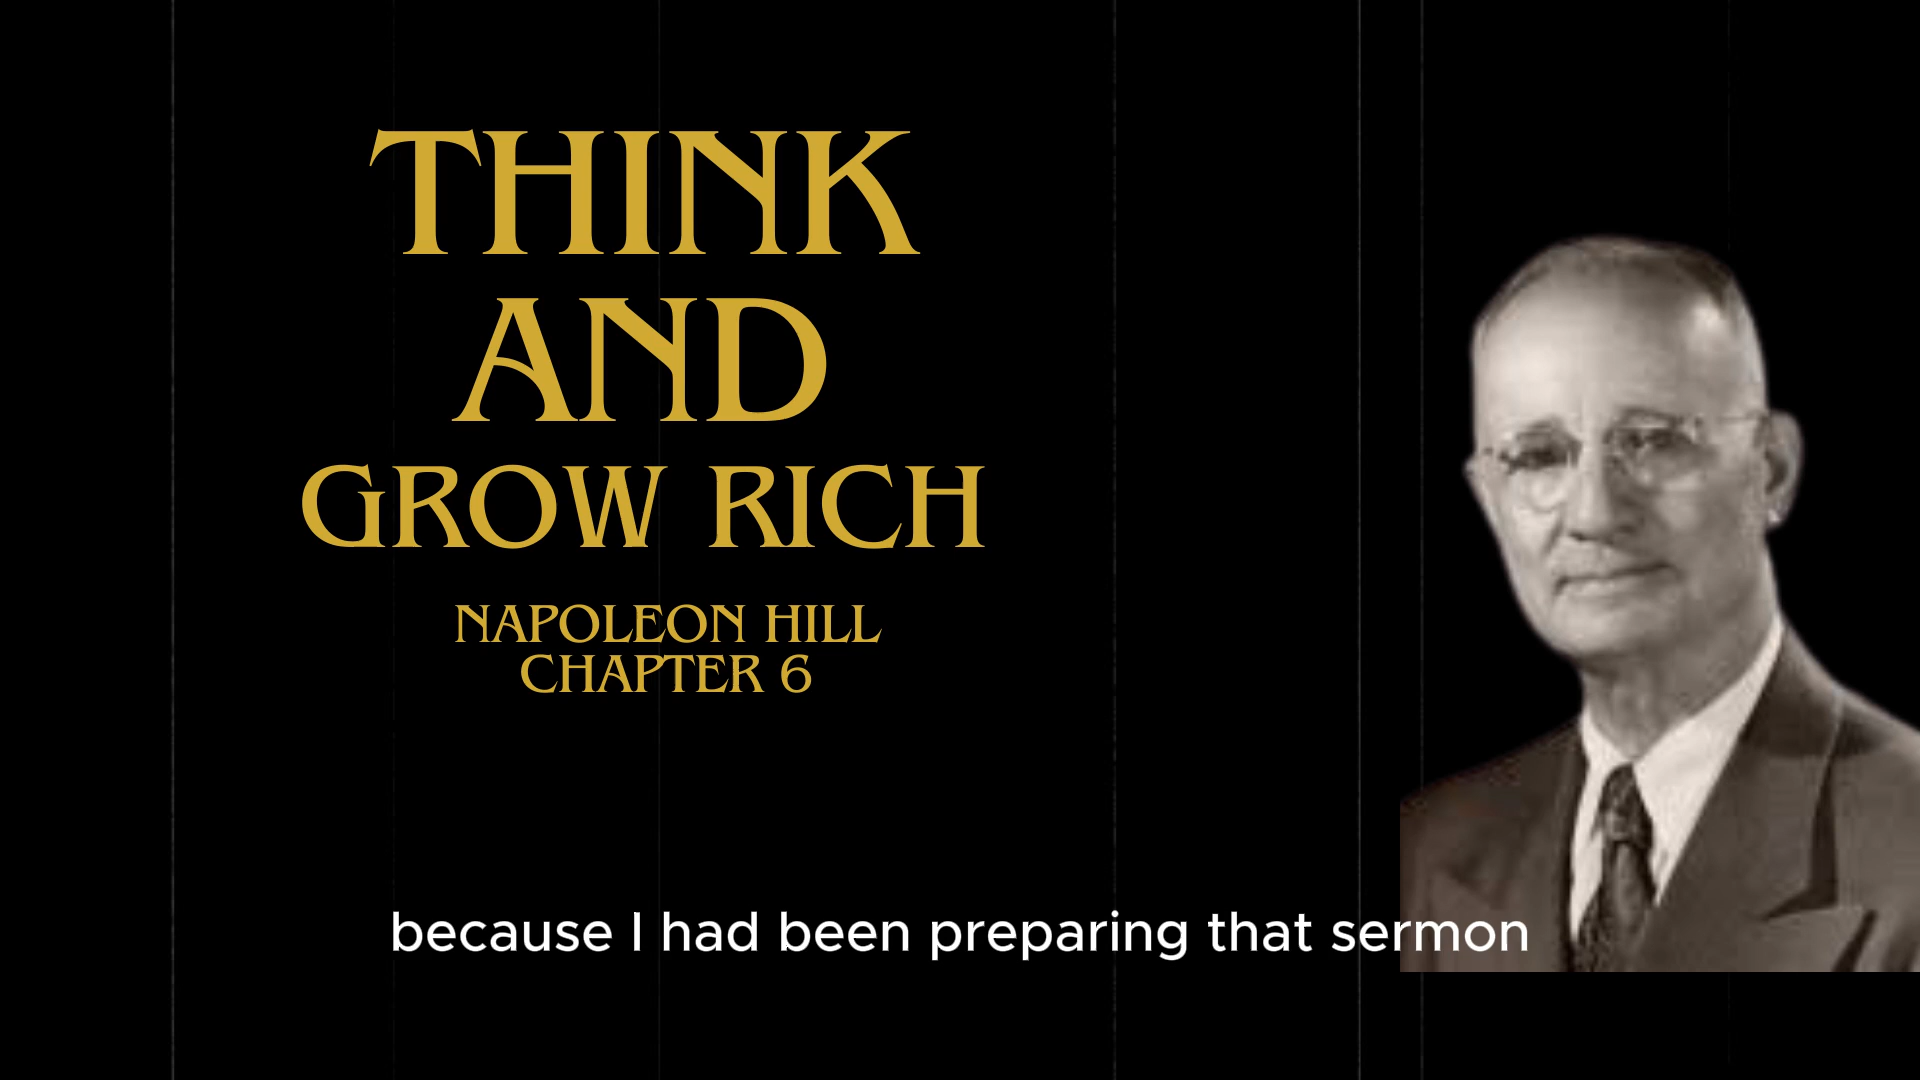 THINK
AND
GROW RICH
NAPOLEON HILL
CHAPTER 6
because I had been preparing that sermon